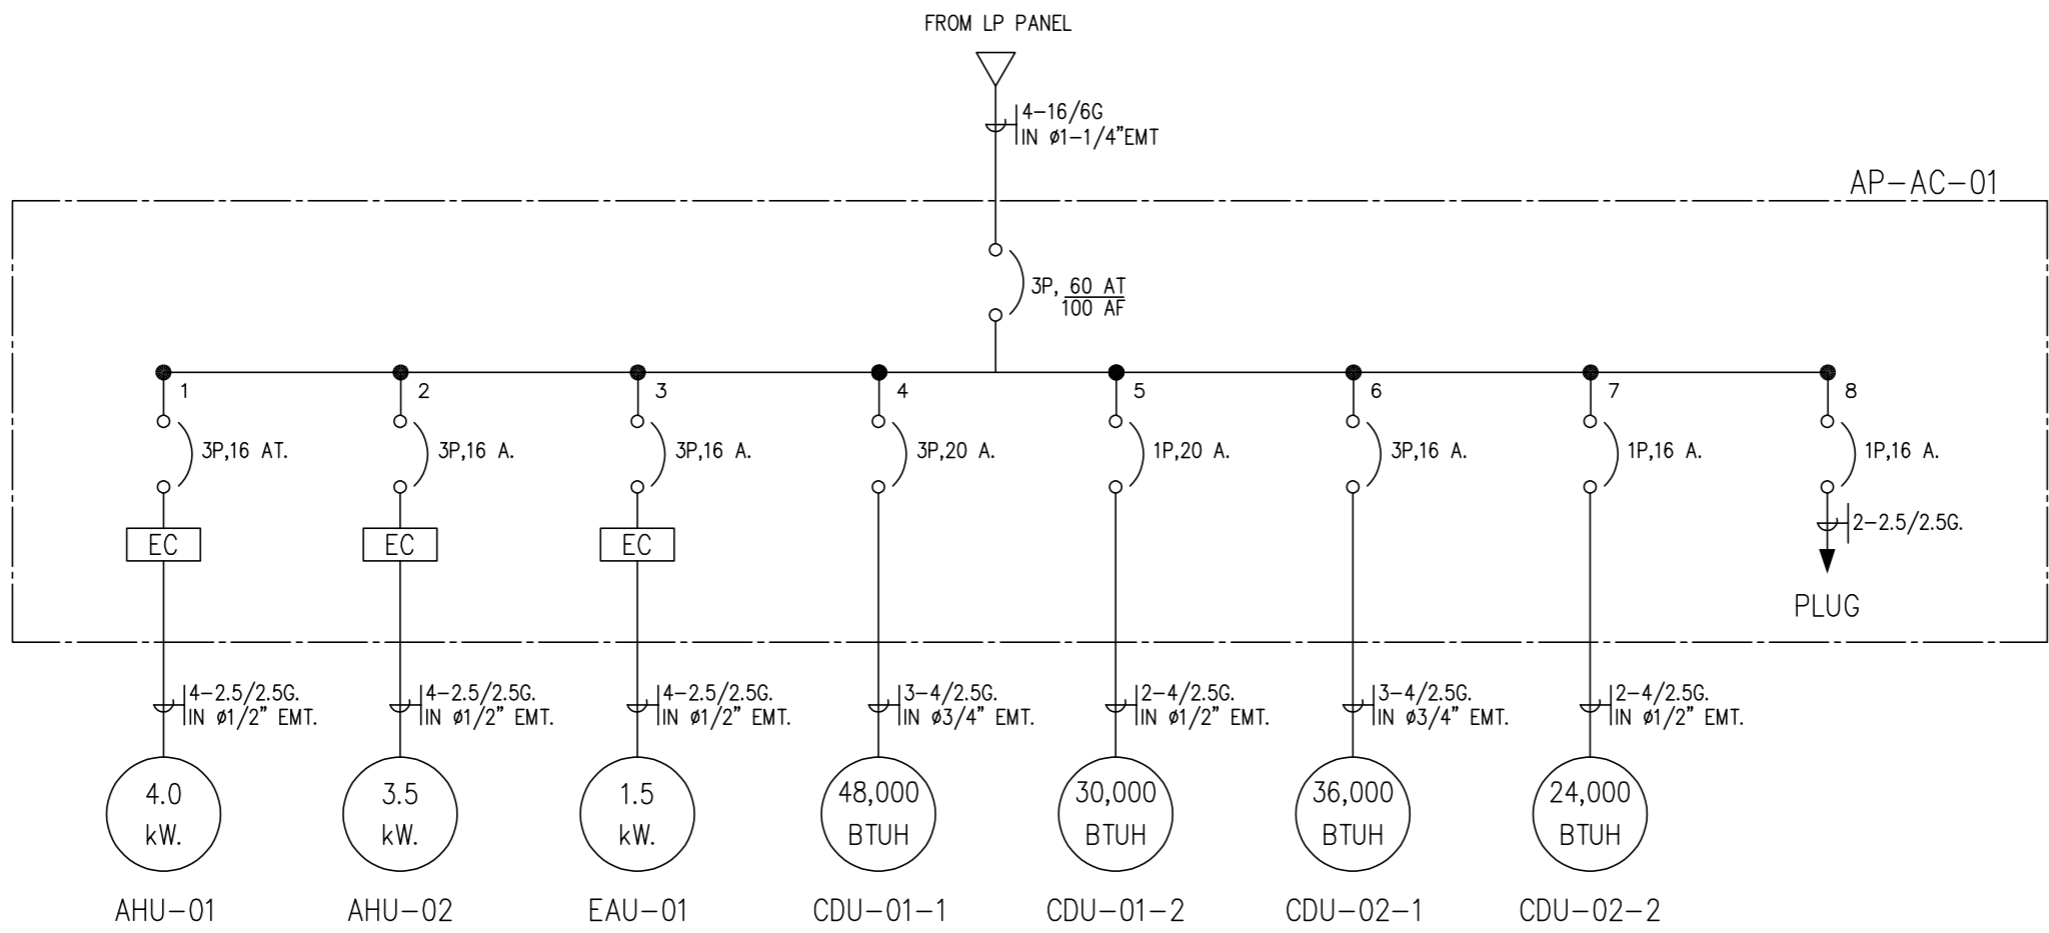 FROM LP PANEL
4-16/6G
IN ø1-1/4"EMT
AP-AC-01
3P, 60 AT
100 AF
1
2
3
4
5
6
7
8
3P,16 AT.
3P,16 A.
3P,16 A.
3P,20 A.
1P,20 A.
3P,16 A.
1P,16 A.
1P,16 A.
EC
EC
EC
2-2.5/2.5G.
PLUG
4-2.5/2.5G.
IN ø1/2" EMT.
4-2.5/2.5G.
IN ø1/2" EMT.
4-2.5/2.5G.
IN ø1/2" EMT.
3-4/2.5G.
IN ø3/4" EMT.
2-4/2.5G.
IN ø1/2" EMT.
3-4/2.5G.
IN ø3/4" EMT.
2-4/2.5G.
IN ø1/2" EMT.
4.0
kW.
3.5
kW.
1.5
kW.
48,000
BTUH
30,000
BTUH
36,000
BTUH
24,000
BTUH
AHU-01
AHU-02
EAU-01
CDU-01-1
CDU-01-2
CDU-02-1
CDU-02-2